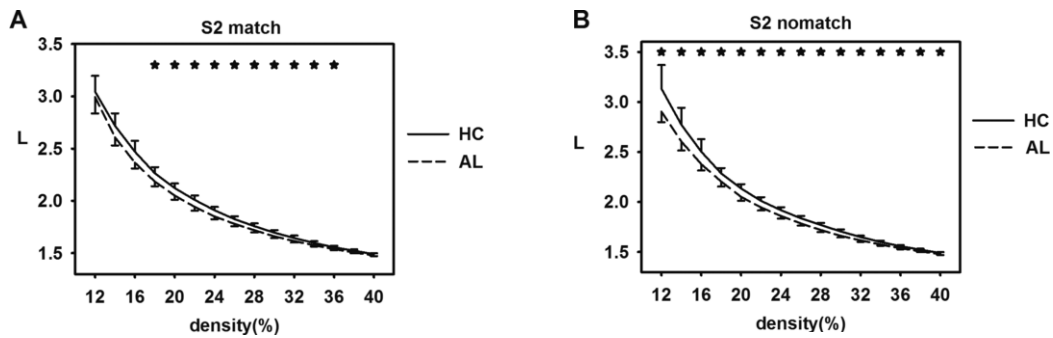 A
S2 match
3.5
3.0
2.5
2.0
1.5
L
12 16 20 24 28 32 36 40
density(%)
HC
AL
B
S2 nomatch
3.5
3.0
2.5
2.0
1.5
L
12 16 20 24 28 32 36 40
density(%)
HC
AL